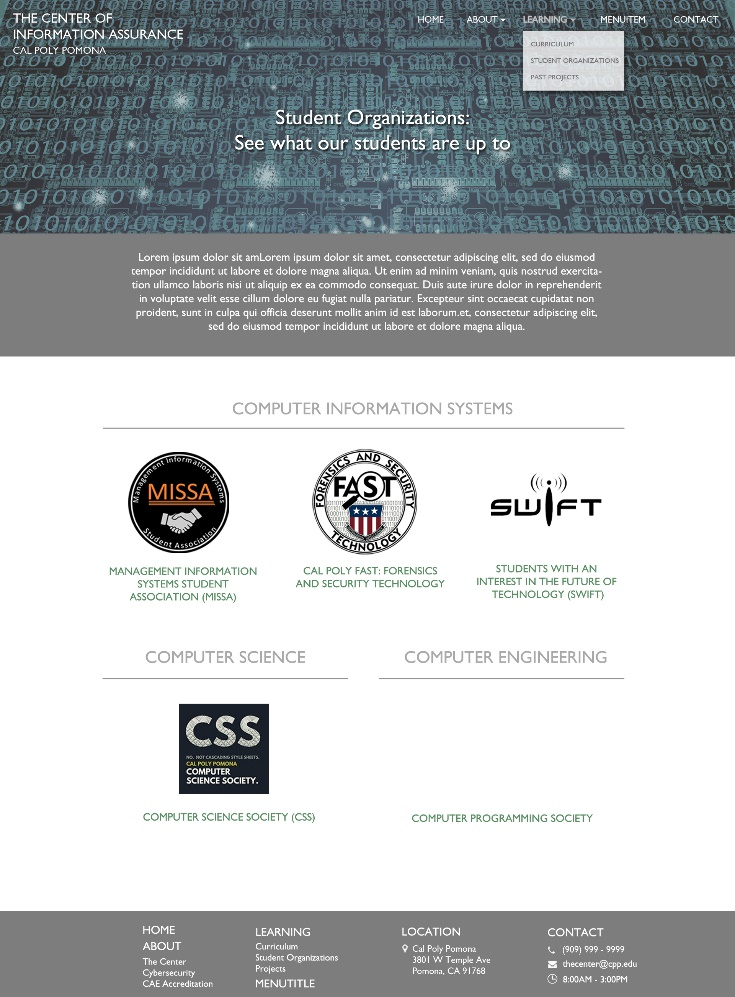 THE CENTER OF
INFORMATION ASSURANCE
CAL POLY POMONA
HOME
ABOUT
LEARNING
MENUITEM
CONTACT
CURRICULUM
STUDENT ORGANIZATIONS
PAST PROJECTS
Student Organizations:
See what our students are up to
Lorem ipsum dolor sit amLorem ipsum dolor sit amet, consectetur adipiscing elit, sed do eiusmod
tempor incididunt ut labore et dolore magna aliqua. Ut enim ad minim veniam, quis nostrud exercita-
tion ullamco laboris nisi ut aliquip ex ea commodo consequat. Duis aute irure dolor in reprehenderit
in voluptate velit esse cillum dolore eu fugiat nulla pariatur. Excepteur sint occaecat cupidatat non
proident, sunt in culpa qui officia deserunt mollit anim id est laborum.et, consectetur adipiscing elit,
sed do eiusmod tempor incididunt ut labore et dolore magna aliqua.
COMPUTER INFORMATION SYSTEMS
Management Information Systems
MISSA
Student Association
FORENSICS AND SECURITY
FAST
TECHNOLOGY
SWIFT
MANAGEMENT INFORMATION
SYSTEMS STUDENT
ASSOCIATION (MISSA)
CAL POLY FAST: FORENSICS
AND SECURITY TECHNOLOGY
STUDENTS WITH AN
INTEREST IN THE FUTURE OF
TECHNOLOGY (SWIFT)
COMPUTER SCIENCE
COMPUTER ENGINEERING
CSS
NO. NOT CASCADING STYLE SHEETS.
CAL POLY POMONA
COMPUTER
SCIENCE SOCIETY.
COMPUTER SCIENCE SOCIETY (CSS)
COMPUTER PROGRAMMING SOCIETY
HOME
ABOUT
The Center
Cybersecurity
CAE Accreditation
LEARNING
Curriculum
Student Organizations
Projects
MENUTITLE
LOCATION
Cal Poly Pomona
3801 W Temple Ave
Pomona, CA 91768
CONTACT
(909) 999 - 9999
thecenter@cpp.edu
8:00AM - 3:00PM